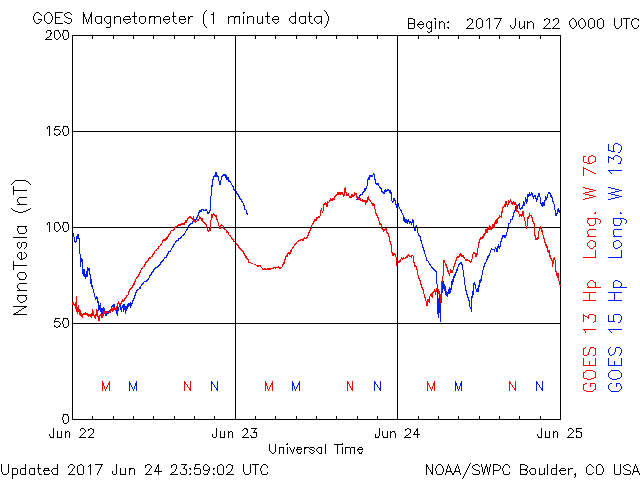 GOES Magnetometer (1 minute data)
Begin: 2017 Jun 22 0000 UTC
200
150
100
50
0
NanoTesla (nT)
GOES 13 Hp Long. W 76
GOES 15 Hp Long. W 135
M M N N M M N N M M N N
Jun 22 Jun 23 Jun 24 Jun 25
Universal Time
Updated 2017 Jun 24 23:59:02 UTC
NOAA/SWPC Boulder, CO USA